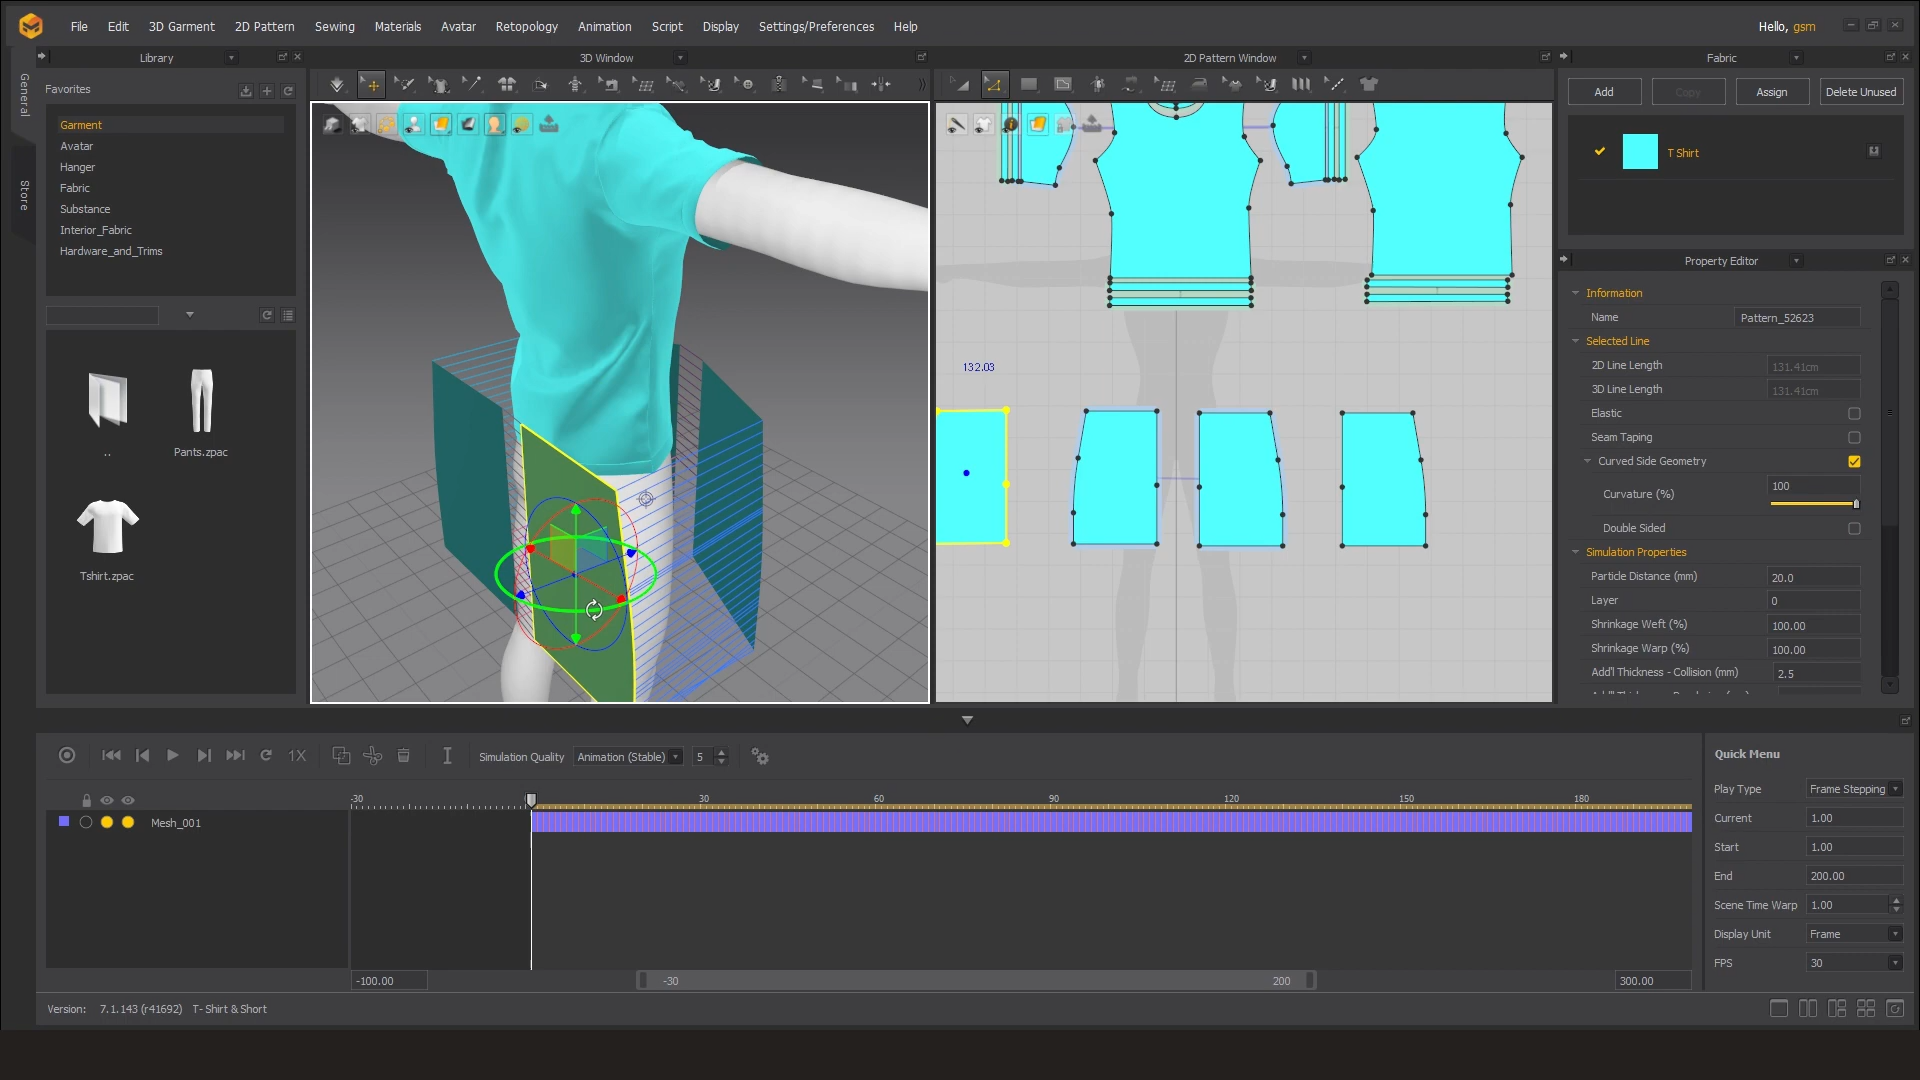 File Edit 3D Garment 2D Pattern Sewing Materials Avatar Retopology Animation Script Display Settings/Preferences Help
Hello, gsm
General
Store
Library
Favorites
Garment
Avatar
Hanger
Fabric
Substance
Interior_Fabric
Hardware_and_Trims
..
Pants.zpac
Tshirt.zpac
3D Window
2D Pattern Window
132.03
Fabric
Add Copy Assign Delete Unused
T Shirt
Property Editor
Information
Name Pattern_52623
Selected Line
2D Line Length 131.41cm
3D Line Length 131.41cm
Elastic
Seam Taping
Curved Side Geometry
Curvature (%) 100
Double Sided
Simulation Properties
Particle Distance (mm) 20.0
Layer 0
Shrinkage Weft (%) 100.00
Shrinkage Warp (%) 100.00
Add'l Thickness - Collision (mm) 2.5
1X
Simulation Quality Animation (Stable) 5
-30 30 60 90 120 150 180
Mesh_001
-100.00 -30 200 300.00
Quick Menu
Play Type Frame Stepping
Current 1.00
Start 1.00
End 200.00
Scene Time Warp 1.00
Display Unit Frame
FPS 30
Version: 7.1.143 (r41692) T- Shirt & Short